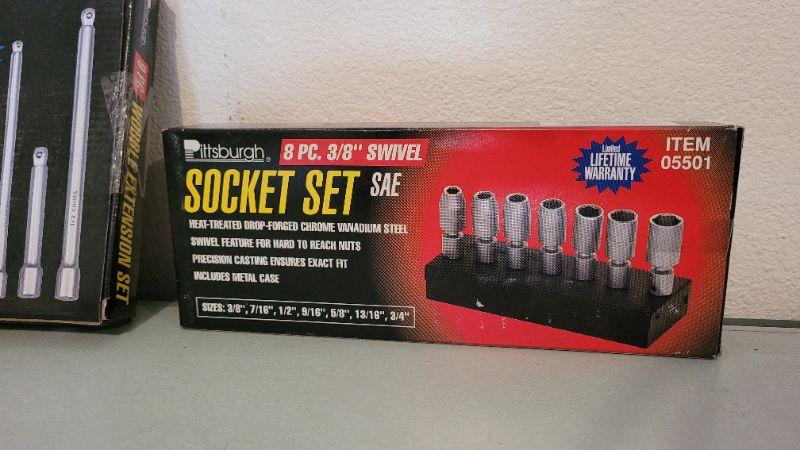 Pittsburgh®
8 PC. 3/8" SWIVEL
SOCKET SET SAE
HEAT-TREATED DROP-FORGED CHROME VANADIUM STEEL
SWIVEL FEATURE FOR HARD TO REACH NUTS
PRECISION CASTING ENSURES EXACT FIT
INCLUDES METAL CASE
SIZES: 3/8", 7/16", 1/2", 9/16", 5/8", 13/16", 3/4"
Limited
LIFETIME
WARRANTY
ITEM
05501
WOBBLE EXTENSION SET